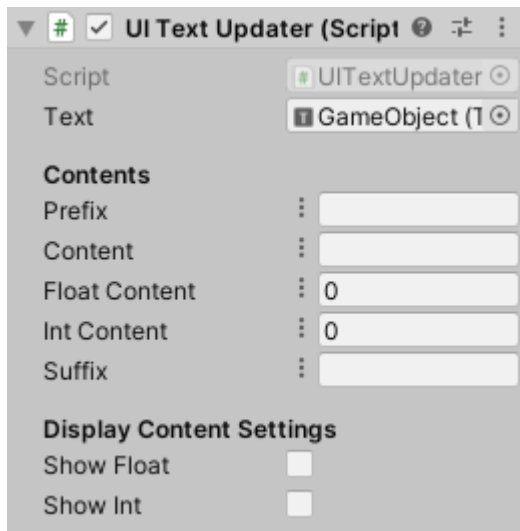 # UI Text Updater (Script
Script # UITextUpdater
Text T GameObject (T
Contents
Prefix
Content
Float Content 0
Int Content 0
Suffix
Display Content Settings
Show Float
Show Int